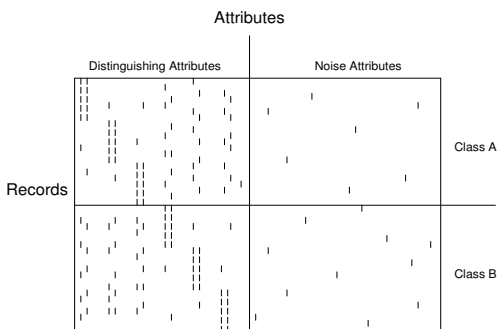 Attributes
Distinguishing Attributes
Noise Attributes
Class A
Records
Class B